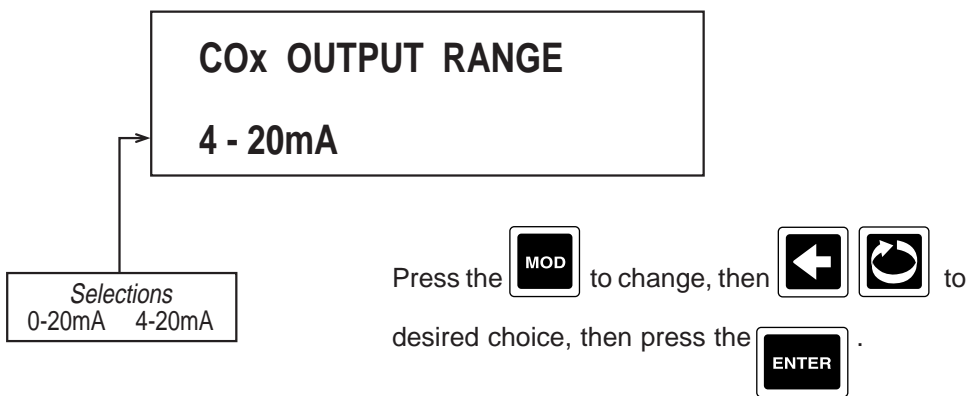 COx OUTPUT RANGE
4 - 20mA
Selections
0-20mA 4-20mA
Press the MOD to change, then to
desired choice, then press the ENTER .